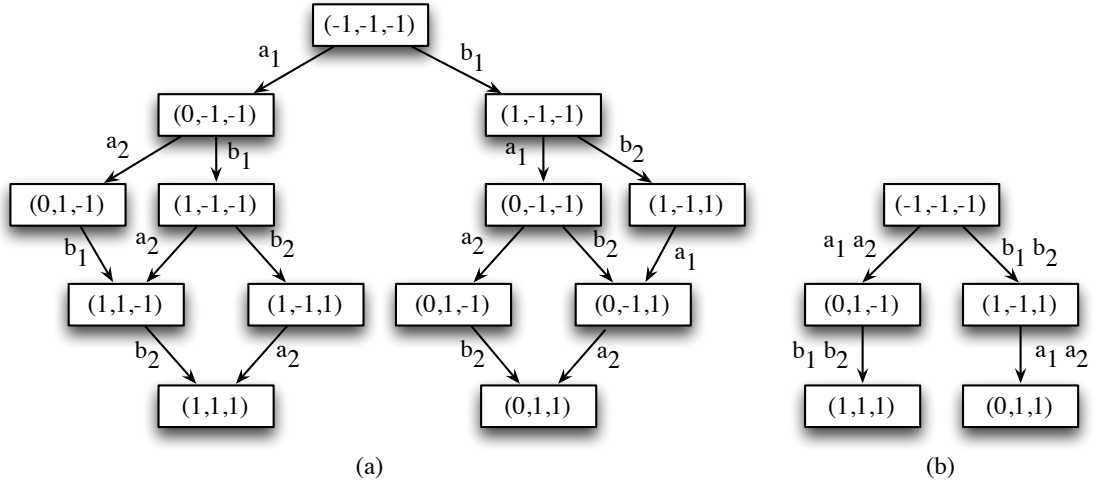 (-1,-1,-1)
a1 b1
(0,-1,-1) (1,-1,-1)
a2 b1 a1 b2
(0,1,-1) (1,-1,-1) (0,-1,-1) (1,-1,1) (-1,-1,-1)
b1 a2 b2 a2 b2 a1 a1 a2 b1 b2
(1,1,-1) (1,-1,1) (0,1,-1) (0,-1,1) (0,1,-1) (1,-1,1)
b2 a2 b2 a2 b1 b2 a1 a2
(1,1,1) (0,1,1) (1,1,1) (0,1,1)
(a) (b)